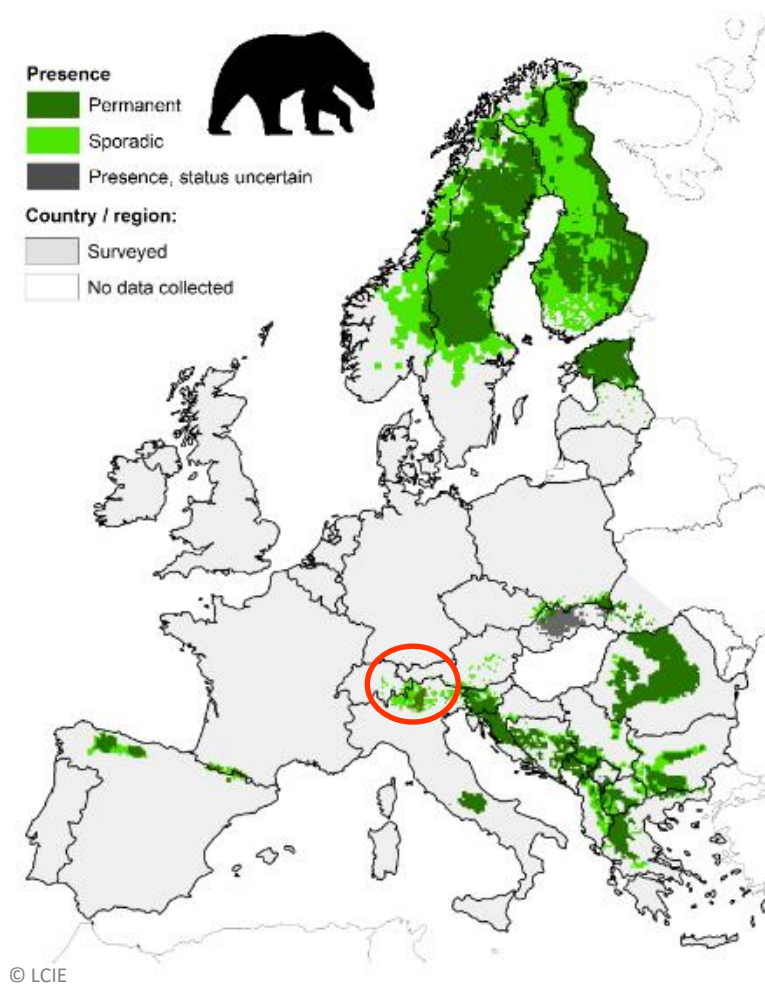 Presence
Permanent
Sporadic
Presence, status uncertain
Country / region:
Surveyed
No data collected
© LCIE